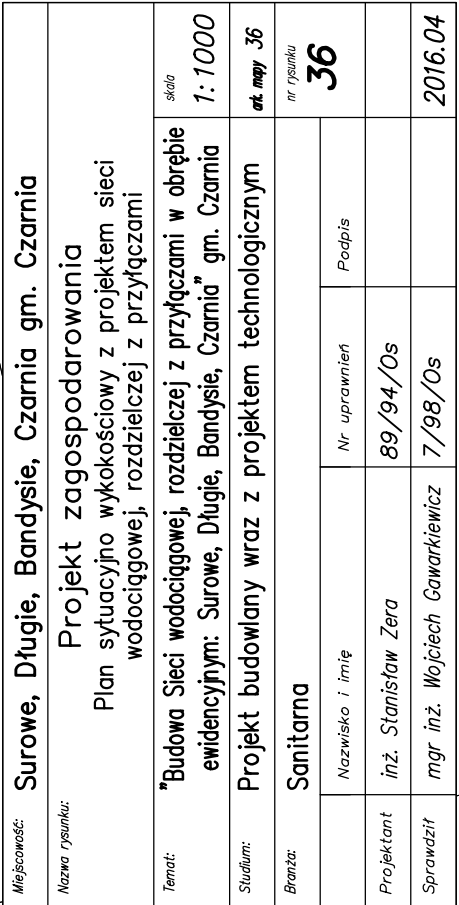 Miejscowość: Surowe, Długie, Bandysie, Czarnia gm. Czarnia
Nazwa rysunku: Projekt zagospodarowania
Plan sytuacyjno wykokościowy z projektem sieci
wodociągowej, rozdzielczej z przyłączami
Temat: "Budowa Sieci wodociągowej, rozdzielczej z przyłączami w obrębie
ewidencyjnym: Surowe, Długie, Bandysie, Czarnia" gm. Czarnia
skala
1:1000
Studium: Projekt budowlany wraz z projektem technologicznym
ark. mapy 36
Branża: Sanitarna
nr rysunku
36
Nazwisko i imię Nr uprawnień Podpis
Projektant inż. Stanisław Zera 89/94/Os
Sprawdził mgr inż. Wojciech Gawarkiewicz 7/98/Os 2016.04